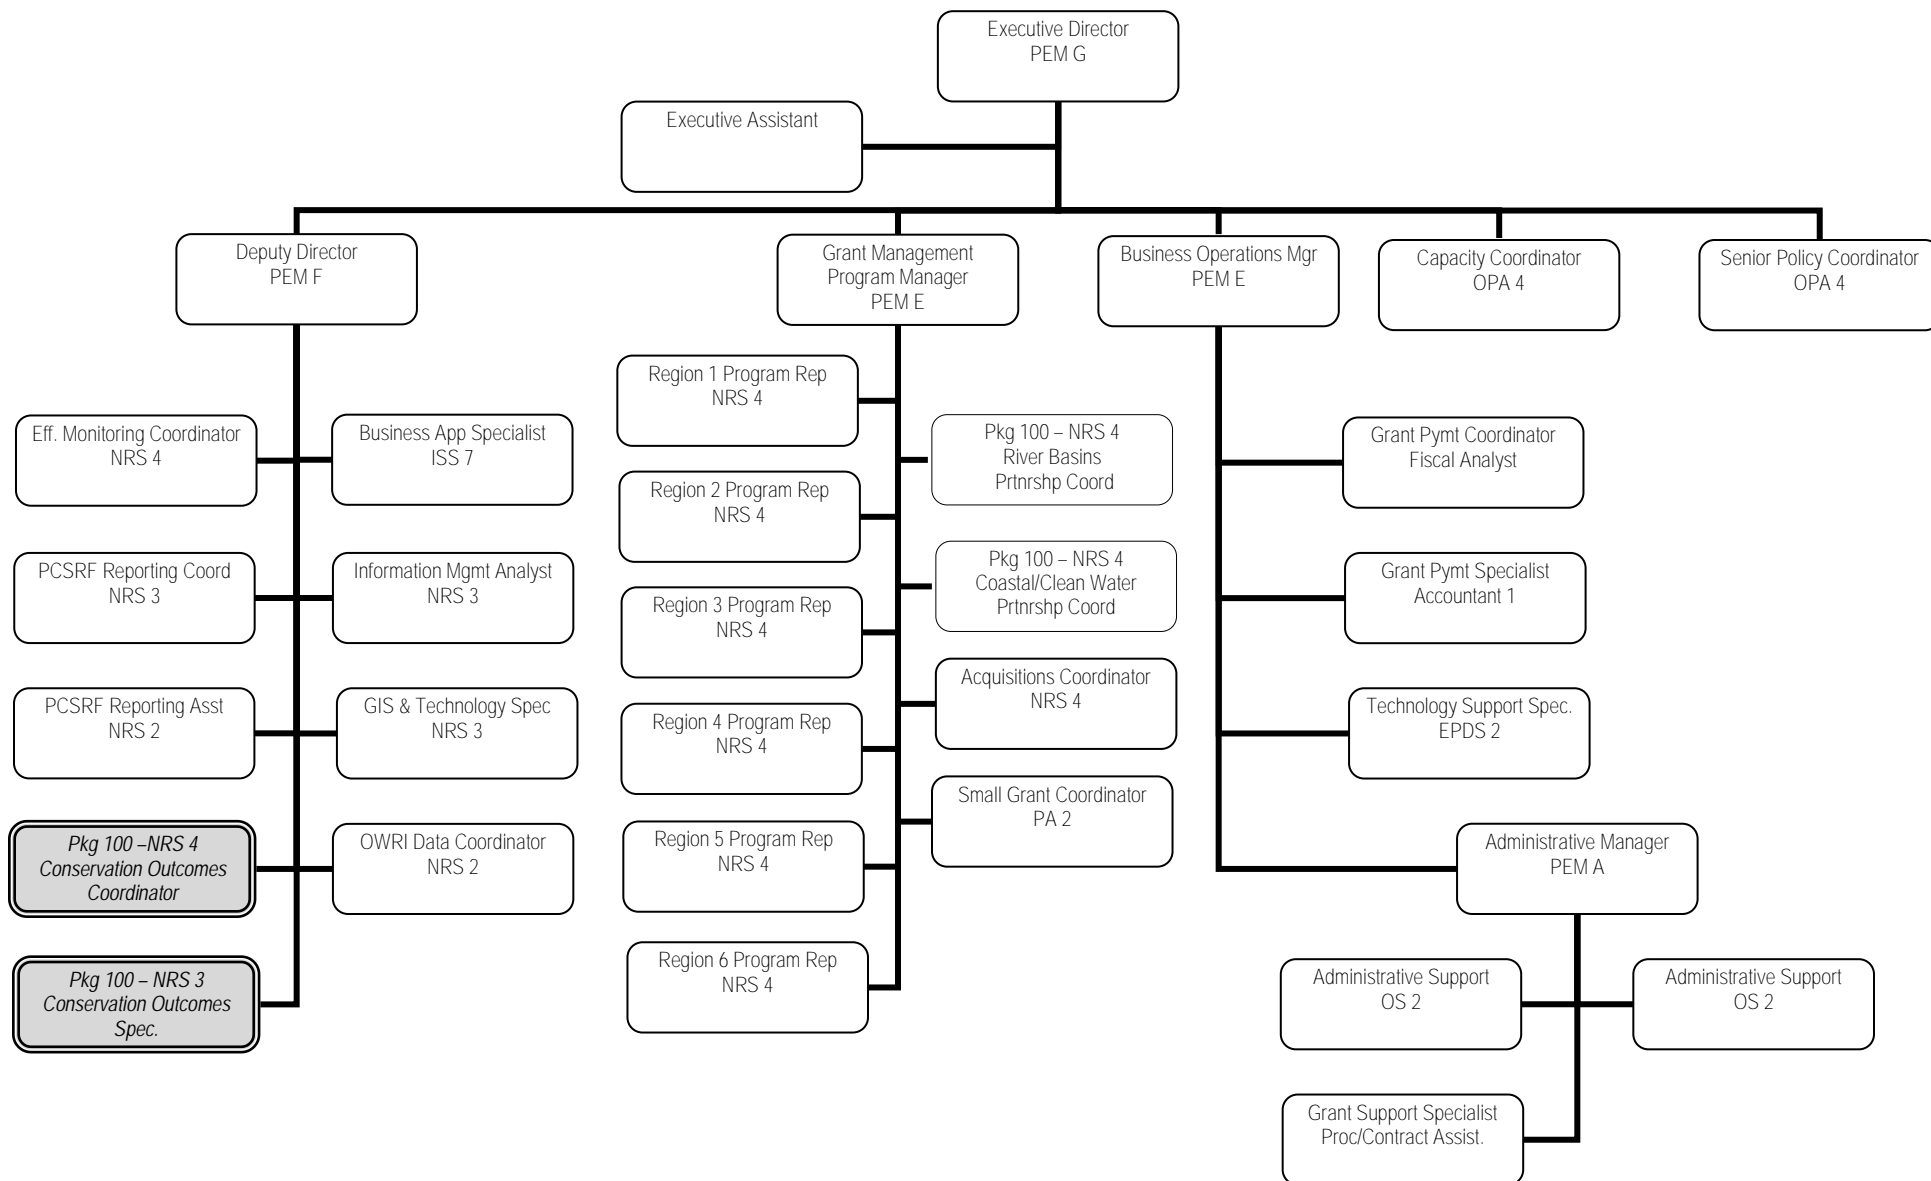 Executive Director
PEM G
Executive Assistant
Deputy Director
PEM F
Grant Management
Program Manager
PEM E
Business Operations Mgr
PEM E
Capacity Coordinator
OPA 4
Senior Policy Coordinator
OPA 4
Eff. Monitoring Coordinator
NRS 4
Business App Specialist
ISS 7
PCSRF Reporting Coord
NRS 3
Information Mgmt Analyst
NRS 3
PCSRF Reporting Asst
NRS 2
GIS & Technology Spec
NRS 3
Pkg 100 –NRS 4
Conservation Outcomes
Coordinator
OWRI Data Coordinator
NRS 2
Pkg 100 – NRS 3
Conservation Outcomes
Spec.
Region 1 Program Rep
NRS 4
Pkg 100 – NRS 4
River Basins
Prtnrshp Coord
Region 2 Program Rep
NRS 4
Pkg 100 – NRS 4
Coastal/Clean Water
Prtnrshp Coord
Region 3 Program Rep
NRS 4
Acquisitions Coordinator
NRS 4
Region 4 Program Rep
NRS 4
Small Grant Coordinator
PA 2
Region 5 Program Rep
NRS 4
Region 6 Program Rep
NRS 4
Grant Pymt Coordinator
Fiscal Analyst
Grant Pymt Specialist
Accountant 1
Technology Support Spec.
EPDS 2
Administrative Manager
PEM A
Administrative Support
OS 2
Administrative Support
OS 2
Grant Support Specialist
Proc/Contract Assist.